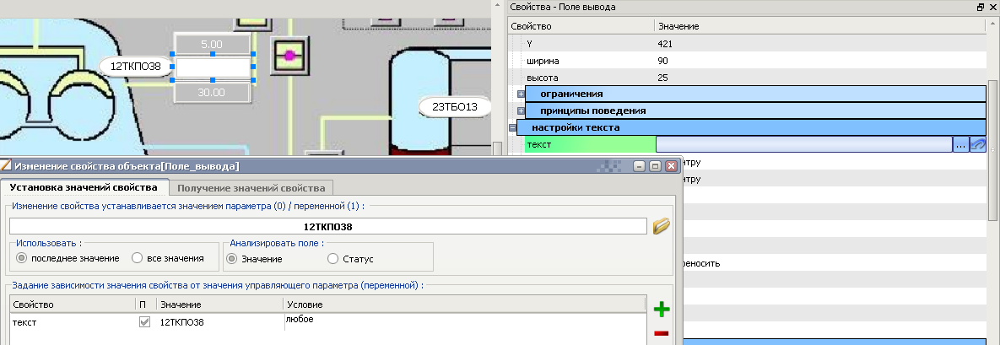 Свойства - Поле вывода
Свойство Значение
Y 421
ширина 90
высота 25
ограничения
принципы поведения
настройки текста
текст ...
нтру
нтру
реносить
5.00
12ТКПО38
30.00
23ТБО13
Изменение свойства объекта[Поле_вывода]
Установка значений свойства Получение значений свойства
Изменение свойства устанавливается значением параметра (0) / переменной (1) :
12ТКПО38
Использовать : Анализировать поле :
последнее значение все значения Значение Статус
Задание зависимости значения свойства от значения управляющего параметра (переменной) :
Свойство П Значение Условие
текст 12ТКПО38 любое